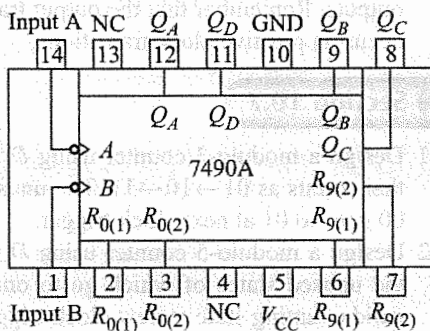 Input A NC Q_A Q_D GND Q_B Q_C
14 13 12 11 10 9 8
Q_A Q_D Q_B
A Q_C
7490A
B R_9(2)
R_0(1) R_0(2) R_9(1)
1 2 3 4 5 6 7
Input B R_0(1) R_0(2) NC V_CC R_9(1) R_9(2)